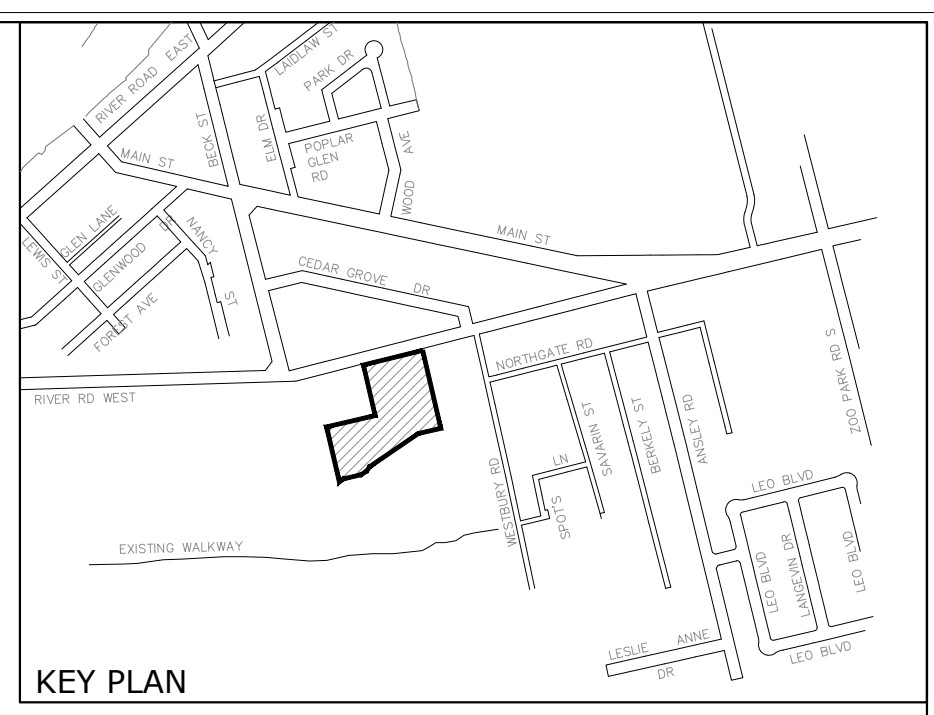 RIVER ROAD EAST
LAIDLAW ST
PARK DR
BECK ST
ELM DR
POPLAR
GLEN
RD
WOOD AVE
MAIN ST
LEWIS ST
GLEN LANE
GLENWOOD DR
NANCY ST
FOREST AVE
MAIN ST
CEDAR GROVE DR
NORTHGATE RD
RIVER RD WEST
ZOO PARK RD S
SAVARIN ST
BERKELY ST
ANSLEY RD
WESTBURY RD
SPOT'S LN
LEO BLVD
EXISTING WALKWAY
LEO BLVD
LANGEVIN DR
LEO BLVD
LESLIE ANNE
DR
LEO BLVD
KEY PLAN